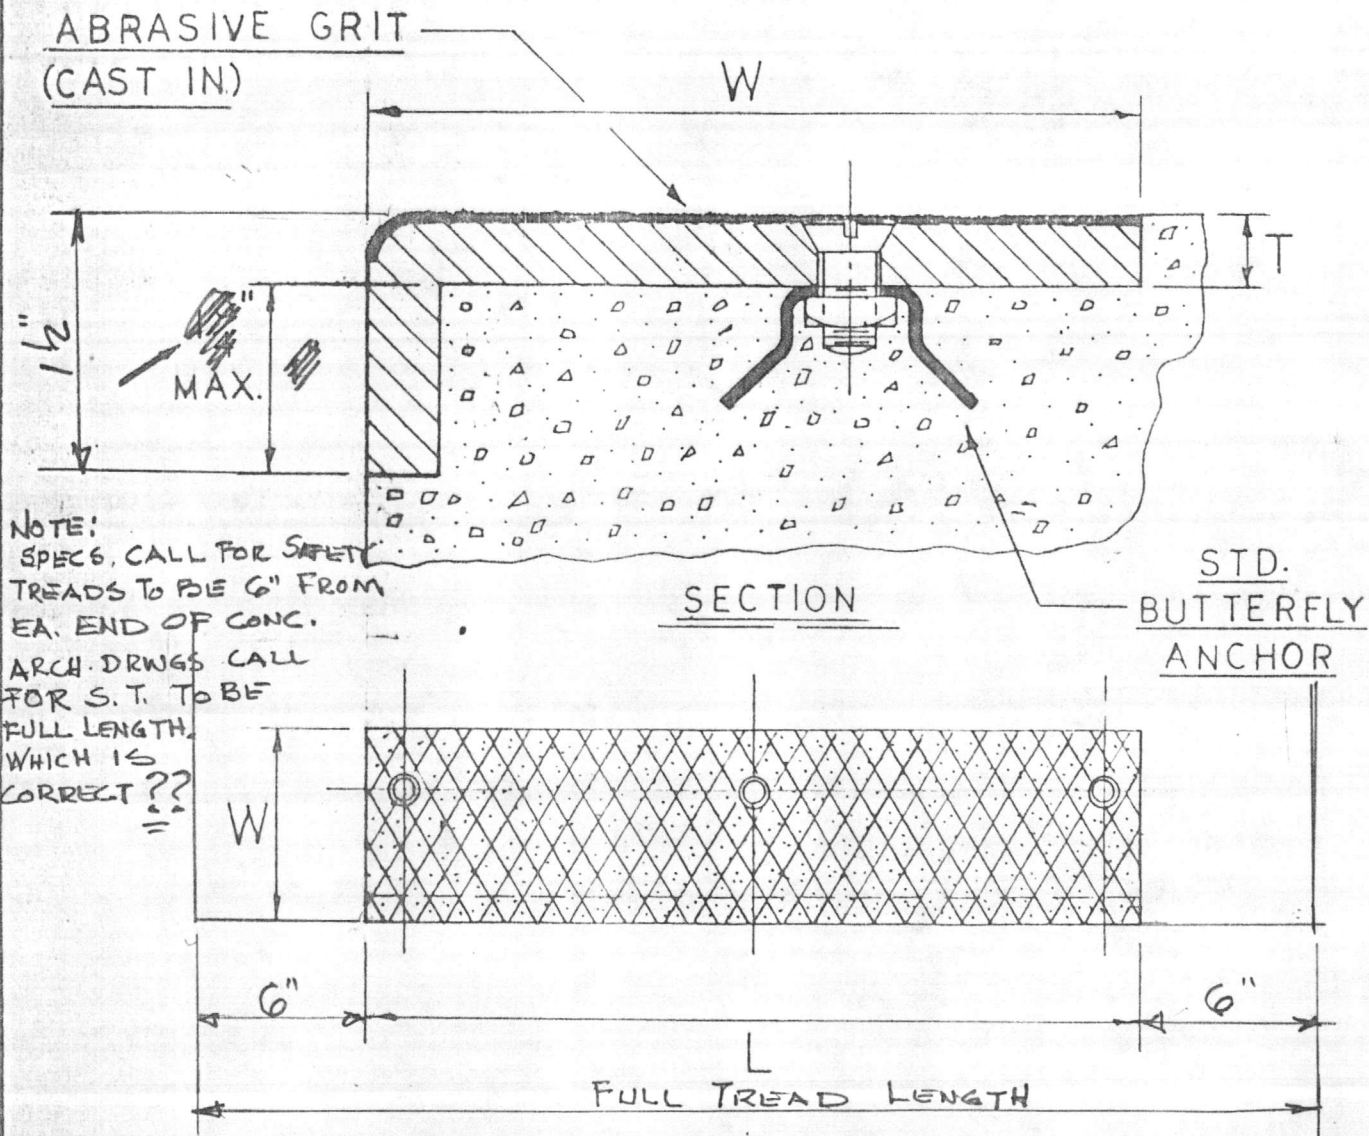 ABRASIVE GRIT
(CAST IN)
W
T
"
MAX.
NOTE:
SPECS. CALL FOR SAFETY
TREADS TO BE 6" FROM
EA. END OF CONC.
ARCH. DRWGS CALL
FOR S.T. TO BE
FULL LENGTH.
WHICH IS
CORRECT ??
SECTION
STD.
BUTTERFLY
ANCHOR
W
6"
L
6"
FULL TREAD LENGTH